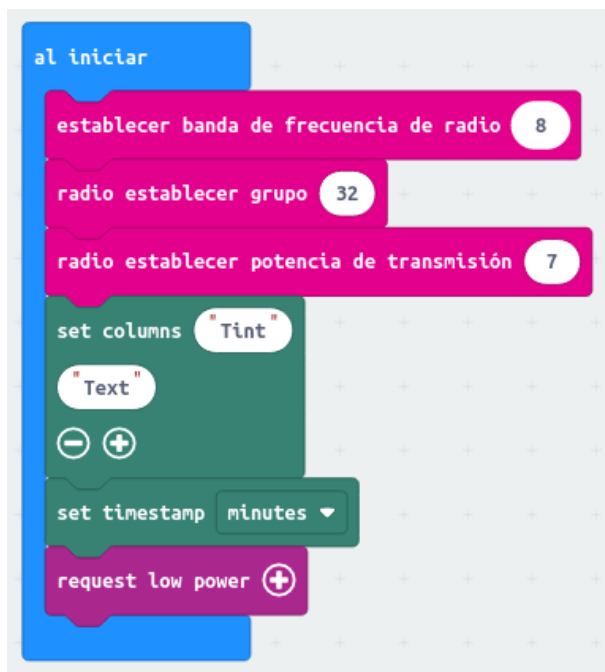 al iniciar
establecer banda de frecuencia de radio 8
radio establecer grupo 32
radio establecer potencia de transmisión 7
set columns "Tint"
"Text"
set timestamp minutes
request low power